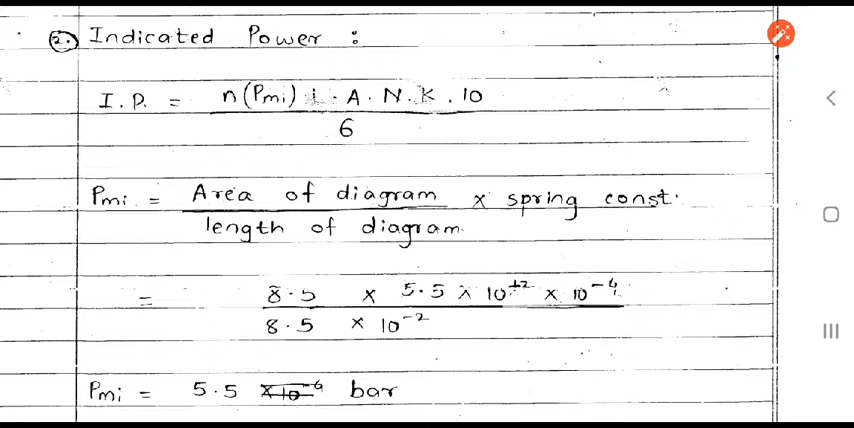 2. Indicated Power :
I.P. = n(Pmi) L . A . N . K . 10
6
Pmi = Area of diagram x spring const.
length of diagram.
= 8.5 x 5.5 x 10+2 x 10-4
8.5 x 10-2
Pmi = 5.5 bar